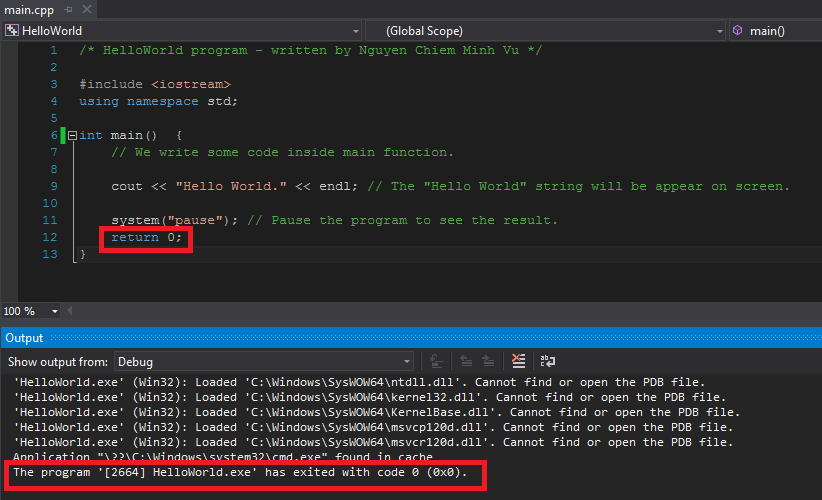 main.cpp
HelloWorld (Global Scope) main()
1 /* HelloWorld program - written by Nguyen Chiem Minh Vu */
2
3 #include <iostream>
4 using namespace std;
5
6 int main()  {
7 // We write some code inside main function.
8
9 cout << "Hello World." << endl; // The "Hello World" string will be appear on screen.
10
11 system("pause"); // Pause the program to see the result.
12 return 0;
13 }
100 %
Output
Show output from: Debug
'HelloWorld.exe' (Win32): Loaded 'C:\Windows\SysWOW64\ntdll.dll'. Cannot find or open the PDB file.
'HelloWorld.exe' (Win32): Loaded 'C:\Windows\SysWOW64\kernel32.dll'. Cannot find or open the PDB file.
'HelloWorld.exe' (Win32): Loaded 'C:\Windows\SysWOW64\KernelBase.dll'. Cannot find or open the PDB file.
'HelloWorld.exe' (Win32): Loaded 'C:\Windows\SysWOW64\msvcp120d.dll'. Cannot find or open the PDB file.
'HelloWorld.exe' (Win32): Loaded 'C:\Windows\SysWOW64\msvcr120d.dll'. Cannot find or open the PDB file.
Application "\??\C:\Windows\system32\cmd.exe" found in cache
The program '[2664] HelloWorld.exe' has exited with code 0 (0x0).